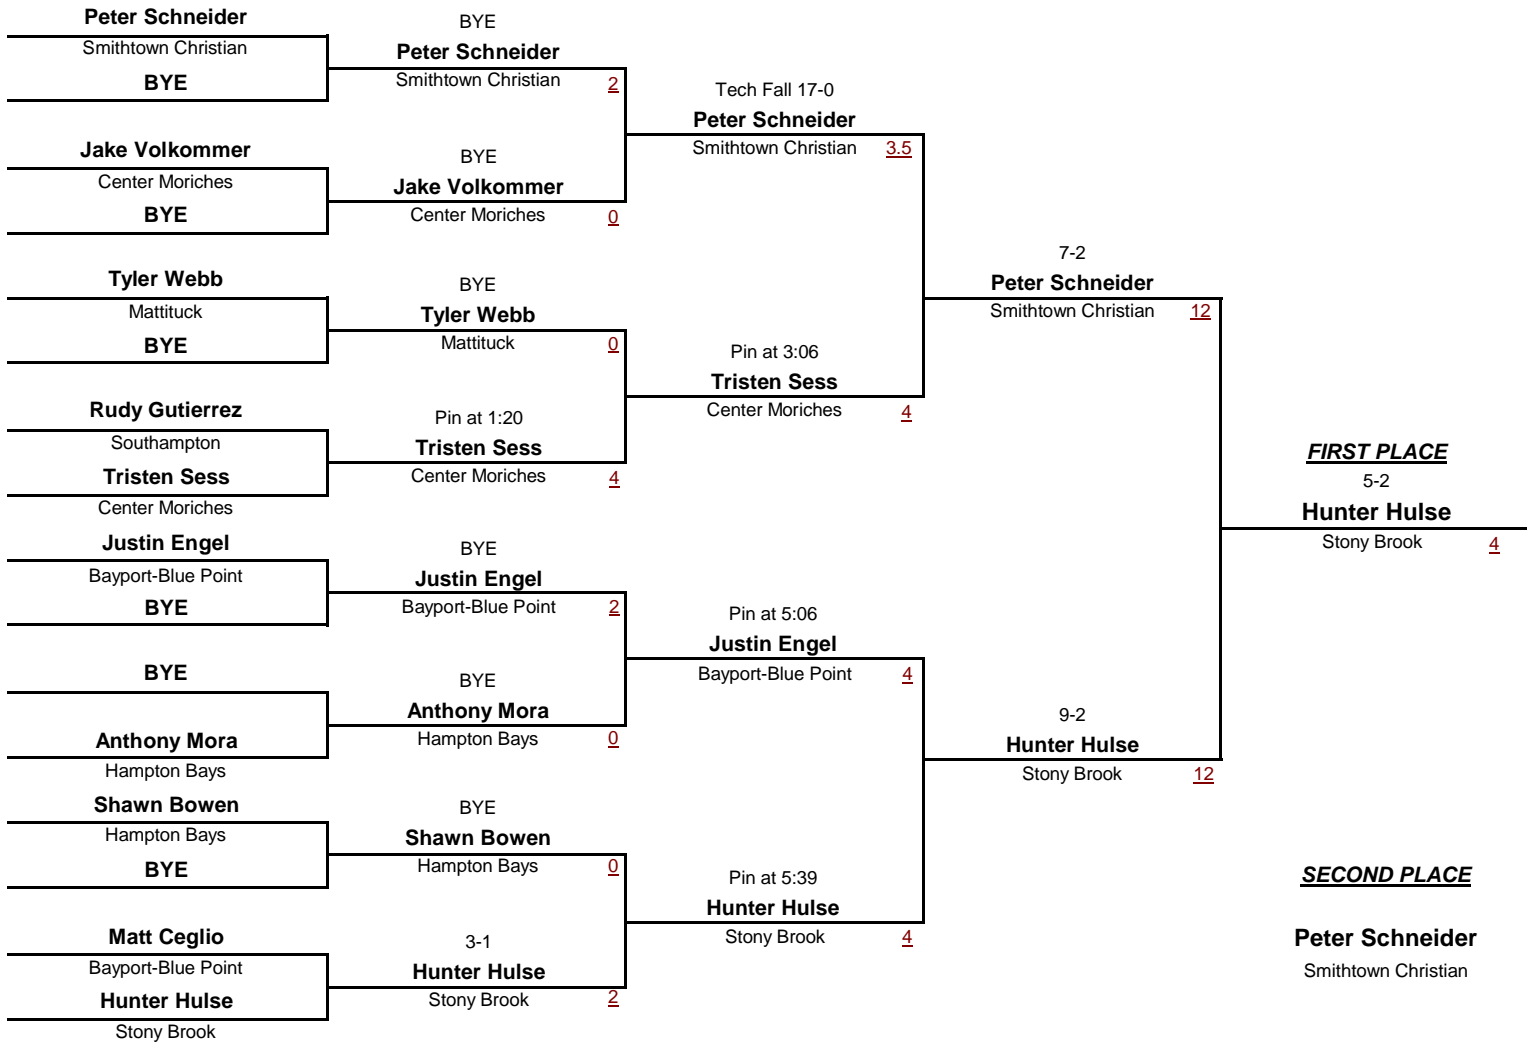 Peter Schneider
Smithtown Christian
BYE
Jake Volkommer
Center Moriches
BYE
Tyler Webb
Mattituck
BYE
Rudy Gutierrez
Southampton
Tristen Sess
Center Moriches
Justin Engel
Bayport-Blue Point
BYE
BYE
Anthony Mora
Hampton Bays
Shawn Bowen
Hampton Bays
BYE
Matt Ceglio
Bayport-Blue Point
Hunter Hulse
Stony Brook
BYE
Peter Schneider
Smithtown Christian 2
BYE
Jake Volkommer
Center Moriches 0
BYE
Tyler Webb
Mattituck 0
Pin at 1:20
Tristen Sess
Center Moriches 4
BYE
Justin Engel
Bayport-Blue Point 2
BYE
Anthony Mora
Hampton Bays 0
BYE
Shawn Bowen
Hampton Bays 0
3-1
Hunter Hulse
Stony Brook 2
Tech Fall 17-0
Peter Schneider
Smithtown Christian 3.5
Pin at 3:06
Tristen Sess
Center Moriches 4
Pin at 5:06
Justin Engel
Bayport-Blue Point 4
Pin at 5:39
Hunter Hulse
Stony Brook 4
7-2
Peter Schneider
Smithtown Christian 12
9-2
Hunter Hulse
Stony Brook 12
FIRST PLACE
5-2
Hunter Hulse
Stony Brook 4
SECOND PLACE
Peter Schneider
Smithtown Christian